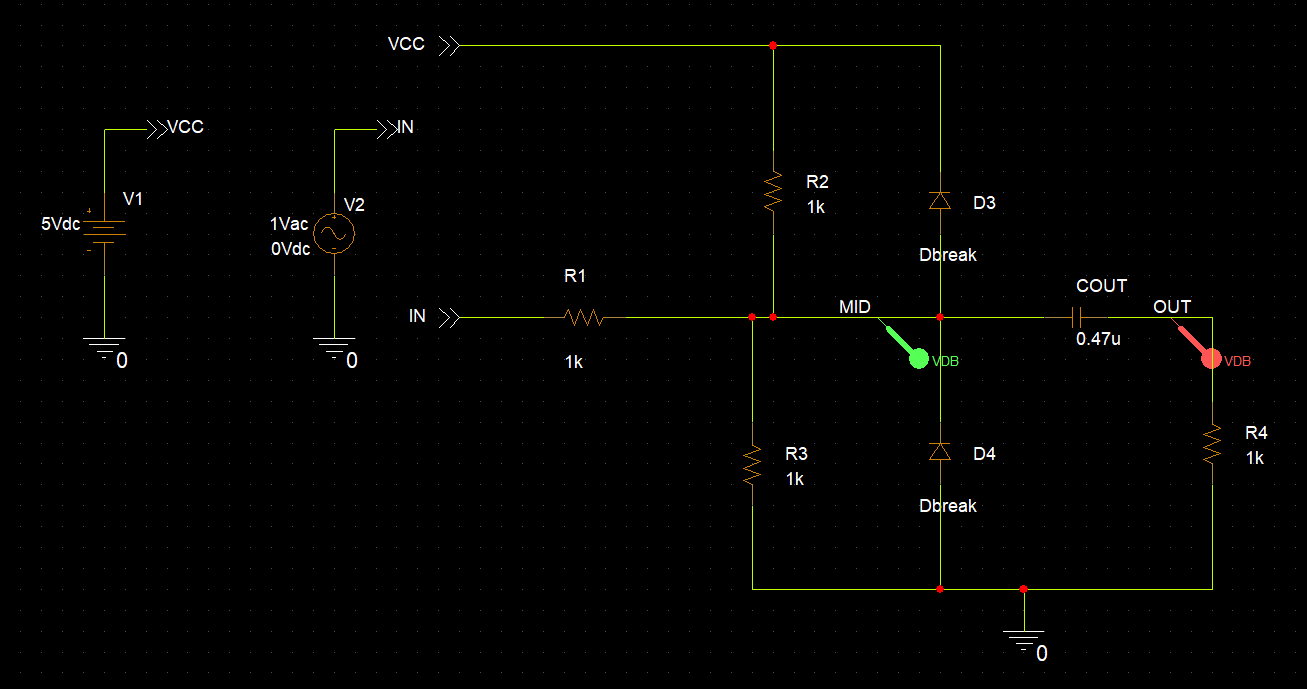 VCC
VCC
IN
V1
5Vdc
+
-
0
V2
1Vac
0Vdc
+
-
0
R2
1k
D3
Dbreak
R1
IN
1k
MID
VDB
COUT
0.47u
OUT
VDB
R3
1k
D4
Dbreak
R4
1k
0